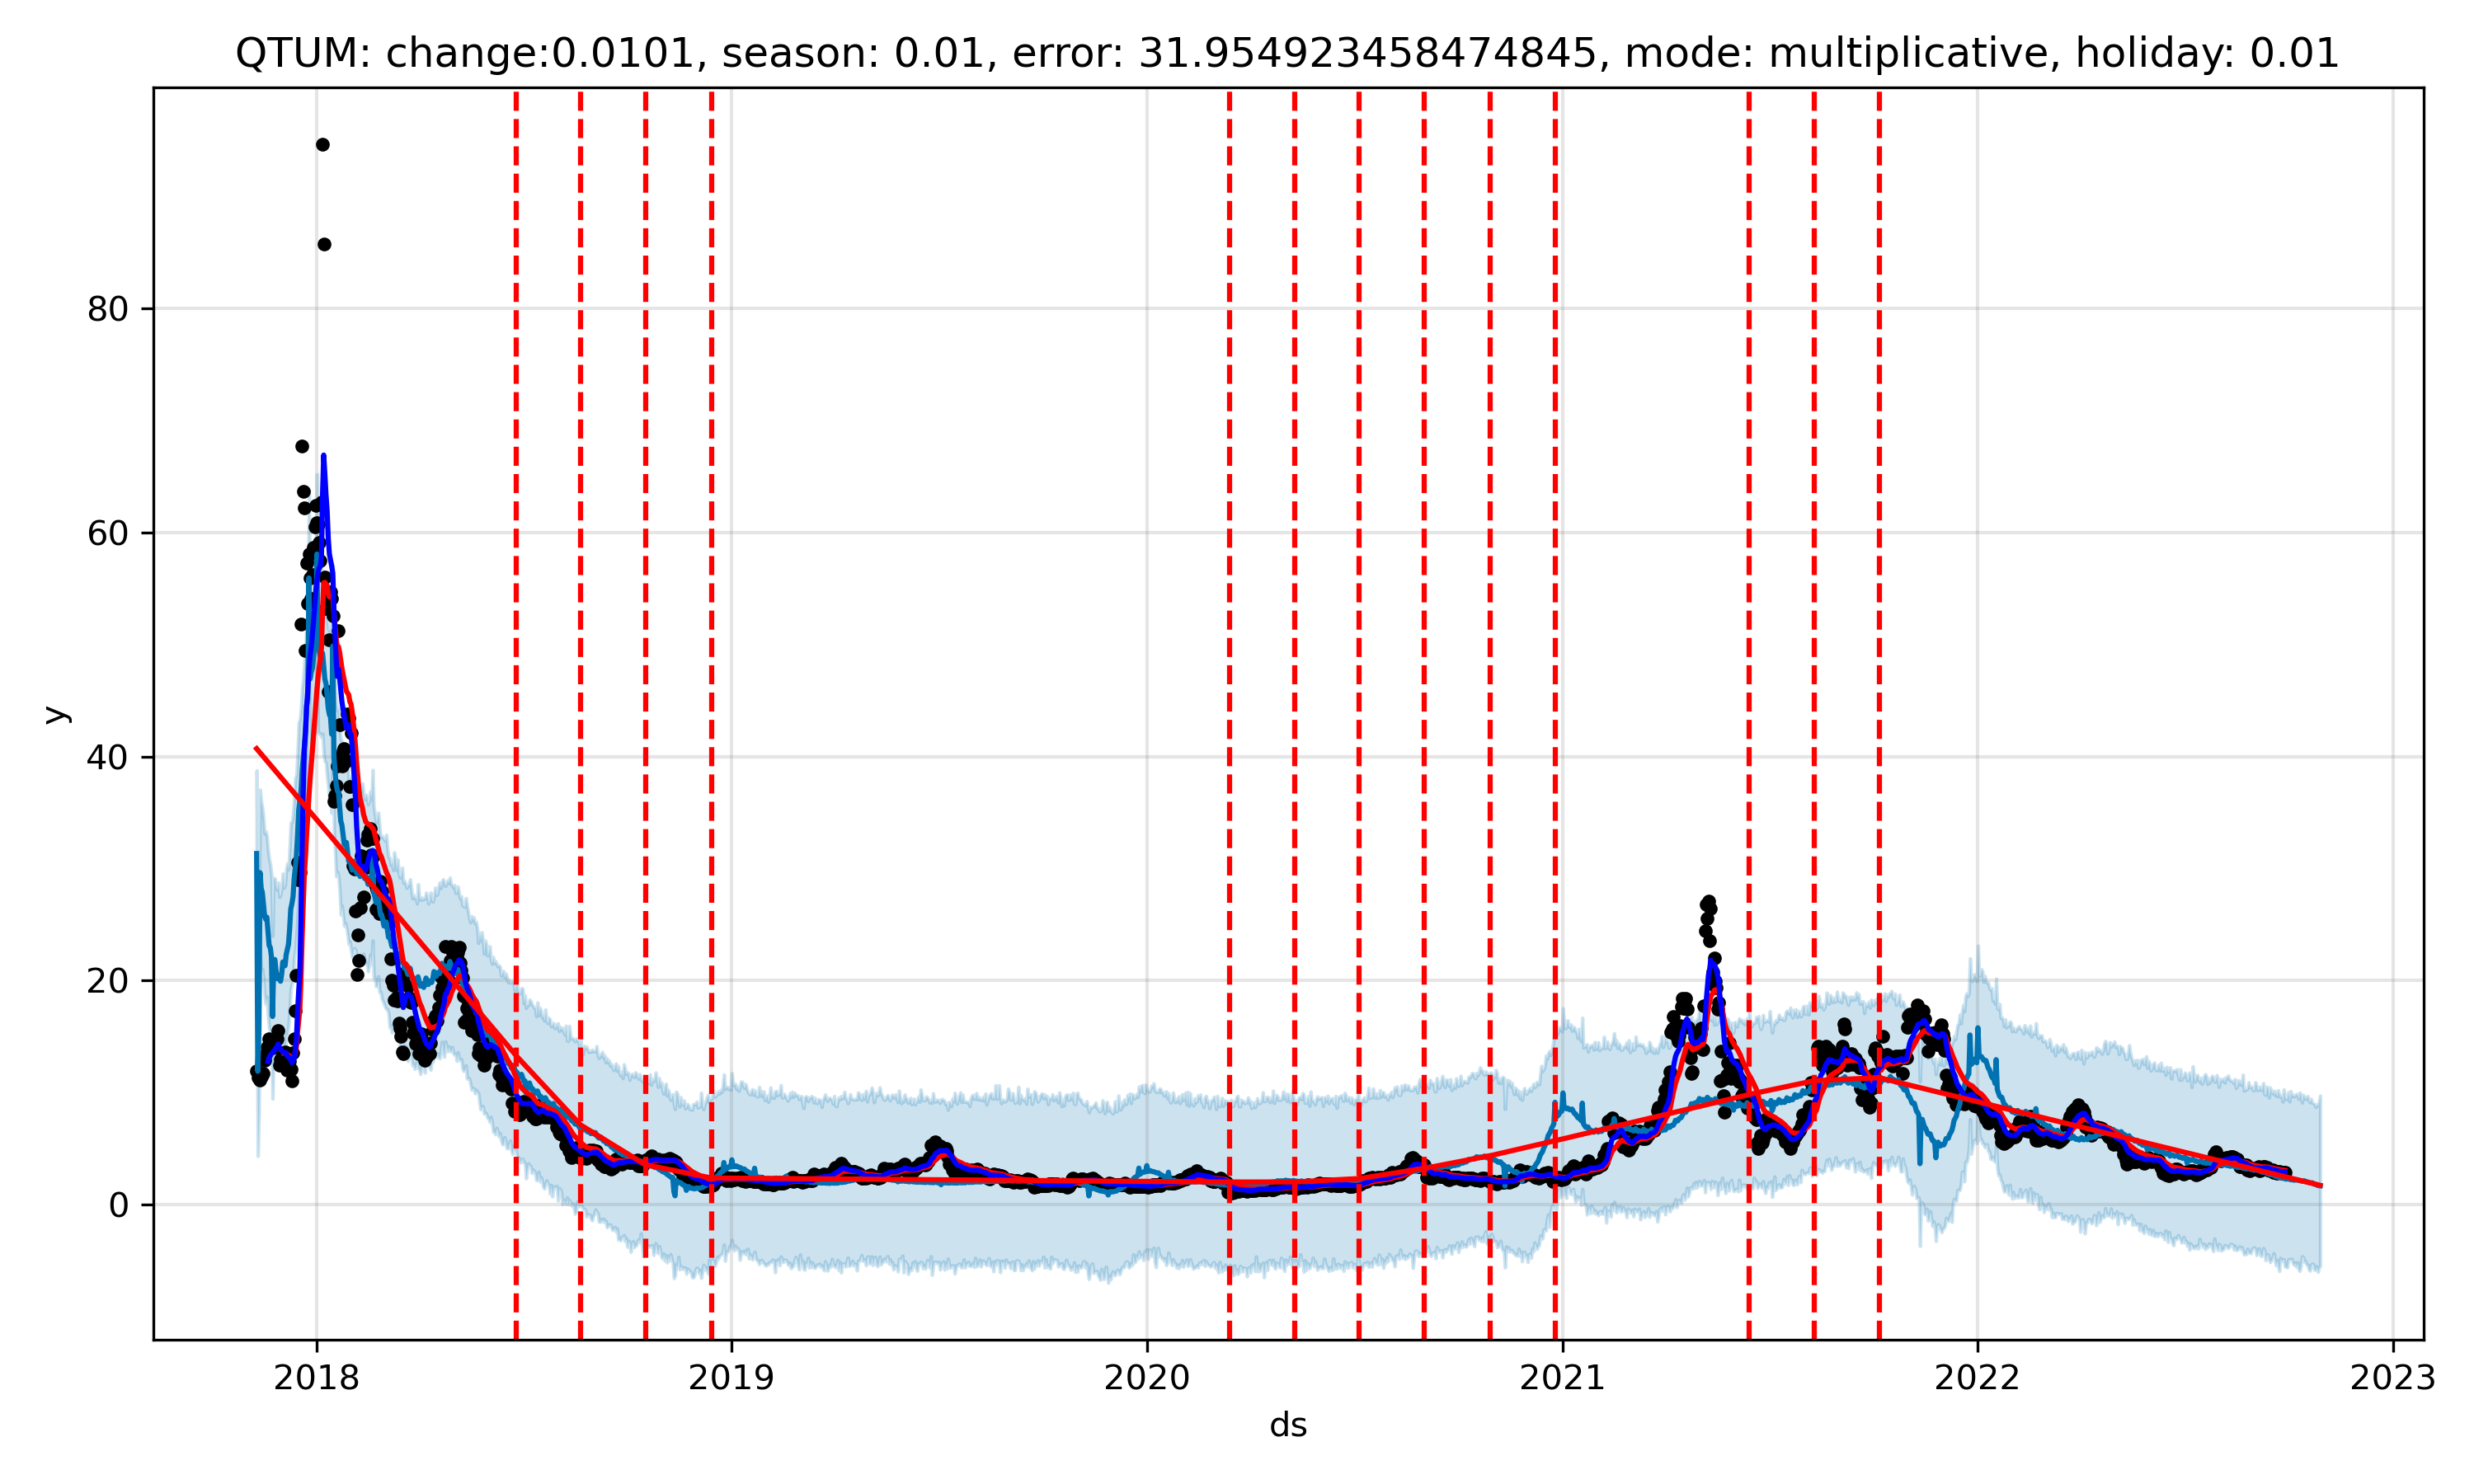 QTUM: change:0.0101, season: 0.01, error: 31.954923458474845, mode: multiplicative, holiday: 0.01
80
60
40
20
0
y
2018 2019 2020 2021 2022 2023
ds